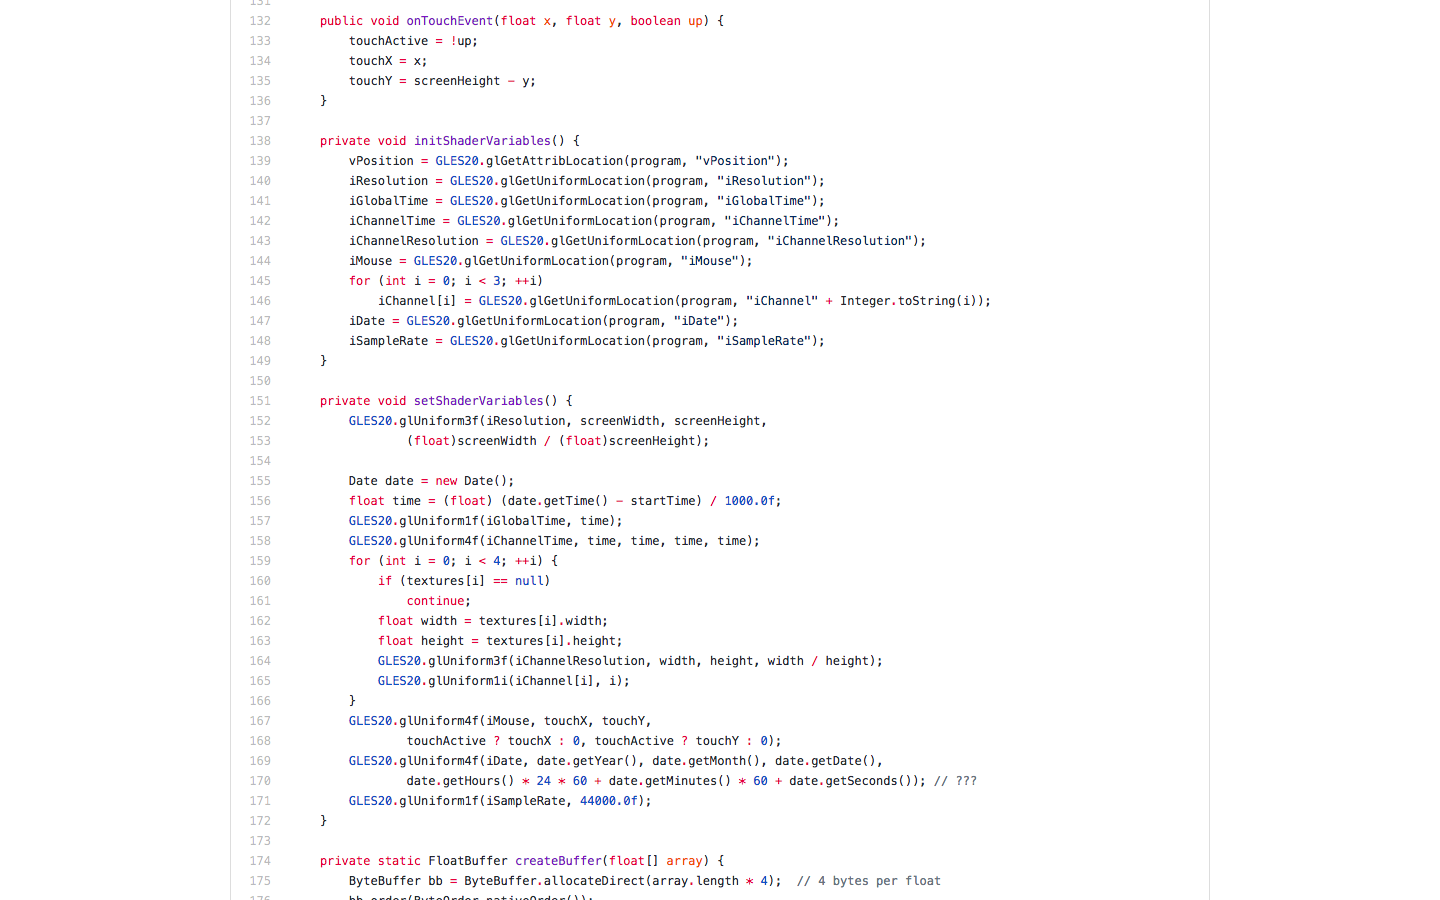 131
132 public void onTouchEvent(float x, float y, boolean up) {
133 touchActive = !up;
134 touchX = x;
135 touchY = screenHeight - y;
136 }
137
138 private void initShaderVariables() {
139 vPosition = GLES20.glGetAttribLocation(program, "vPosition");
140 iResolution = GLES20.glGetUniformLocation(program, "iResolution");
141 iGlobalTime = GLES20.glGetUniformLocation(program, "iGlobalTime");
142 iChannelTime = GLES20.glGetUniformLocation(program, "iChannelTime");
143 iChannelResolution = GLES20.glGetUniformLocation(program, "iChannelResolution");
144 iMouse = GLES20.glGetUniformLocation(program, "iMouse");
145 for (int i = 0; i < 3; ++i)
146 iChannel[i] = GLES20.glGetUniformLocation(program, "iChannel" + Integer.toString(i));
147 iDate = GLES20.glGetUniformLocation(program, "iDate");
148 iSampleRate = GLES20.glGetUniformLocation(program, "iSampleRate");
149 }
150
151 private void setShaderVariables() {
152 GLES20.glUniform3f(iResolution, screenWidth, screenHeight,
153 (float)screenWidth / (float)screenHeight);
154
155 Date date = new Date();
156 float time = (float) (date.getTime() - startTime) / 1000.0f;
157 GLES20.glUniform1f(iGlobalTime, time);
158 GLES20.glUniform4f(iChannelTime, time, time, time, time);
159 for (int i = 0; i < 4; ++i) {
160 if (textures[i] == null)
161 continue;
162 float width = textures[i].width;
163 float height = textures[i].height;
164 GLES20.glUniform3f(iChannelResolution, width, height, width / height);
165 GLES20.glUniform1i(iChannel[i], i);
166 }
167 GLES20.glUniform4f(iMouse, touchX, touchY,
168 touchActive ? touchX : 0, touchActive ? touchY : 0);
169 GLES20.glUniform4f(iDate, date.getYear(), date.getMonth(), date.getDate(),
170 date.getHours() * 24 * 60 + date.getMinutes() * 60 + date.getSeconds()); // ???
171 GLES20.glUniform1f(iSampleRate, 44000.0f);
172 }
173
174 private static FloatBuffer createBuffer(float[] array) {
175 ByteBuffer bb = ByteBuffer.allocateDirect(array.length * 4); // 4 bytes per float
176 bb.order(ByteOrder.nativeOrder());